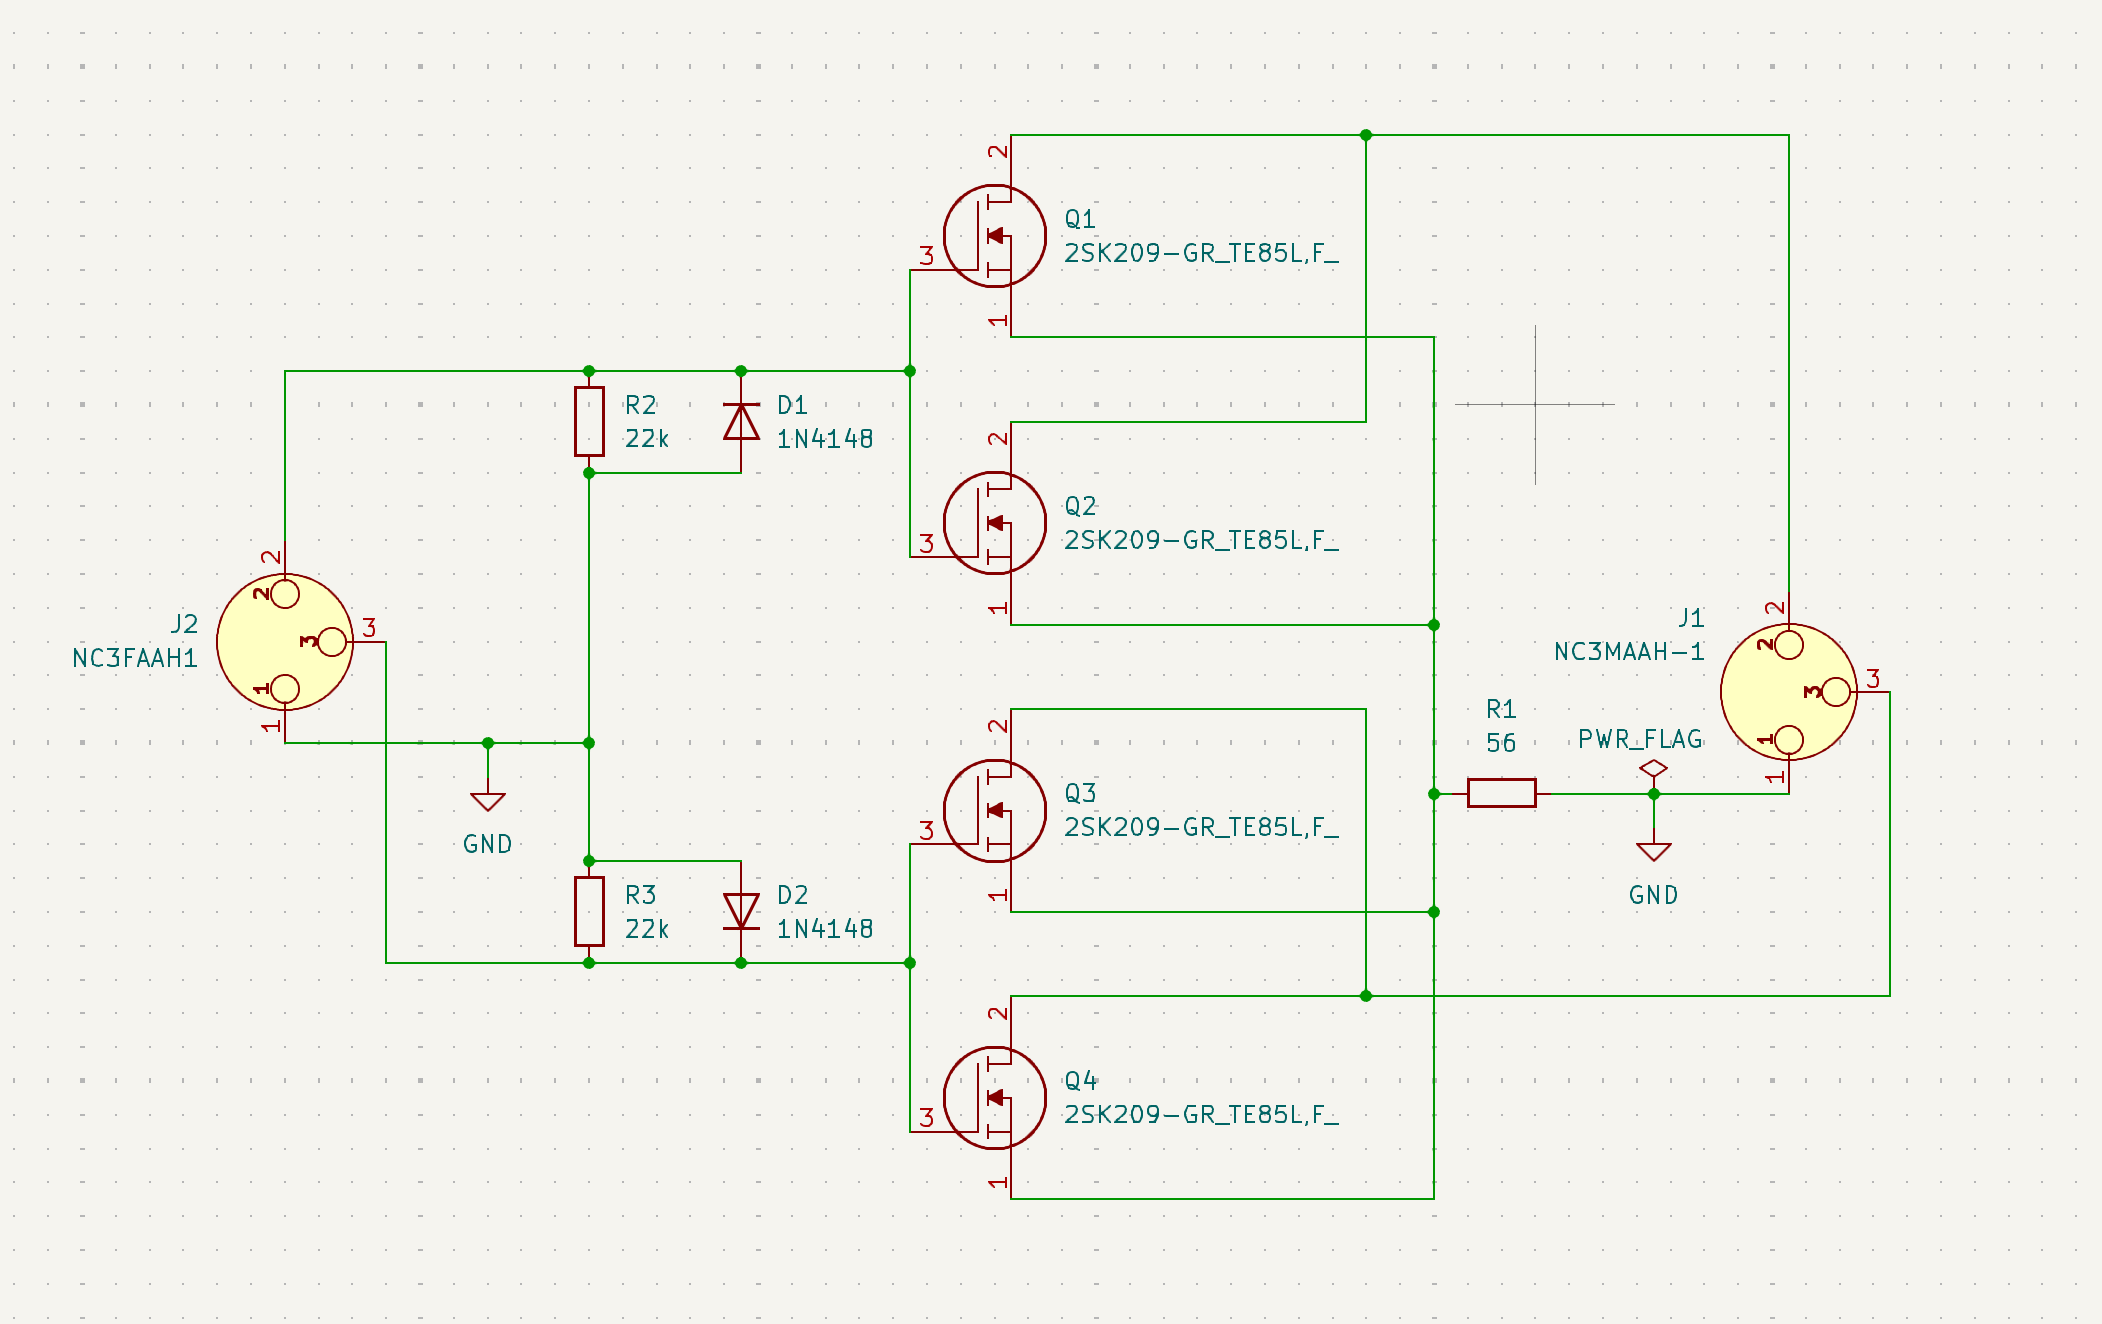 2
Q1
3
2SK209-GR_TE85L,F_
1
R2
22k
D1
1N4148
2
Q2
3
2SK209-GR_TE85L,F_
1
2
2
J2
NC3FAAH1
3
3
1
1
GND
2
Q3
3
2SK209-GR_TE85L,F_
1
R1
56
PWR_FLAG
GND
J1
NC3MAAH-1
2
2
3
3
1
1
R3
22k
D2
1N4148
2
Q4
3
2SK209-GR_TE85L,F_
1